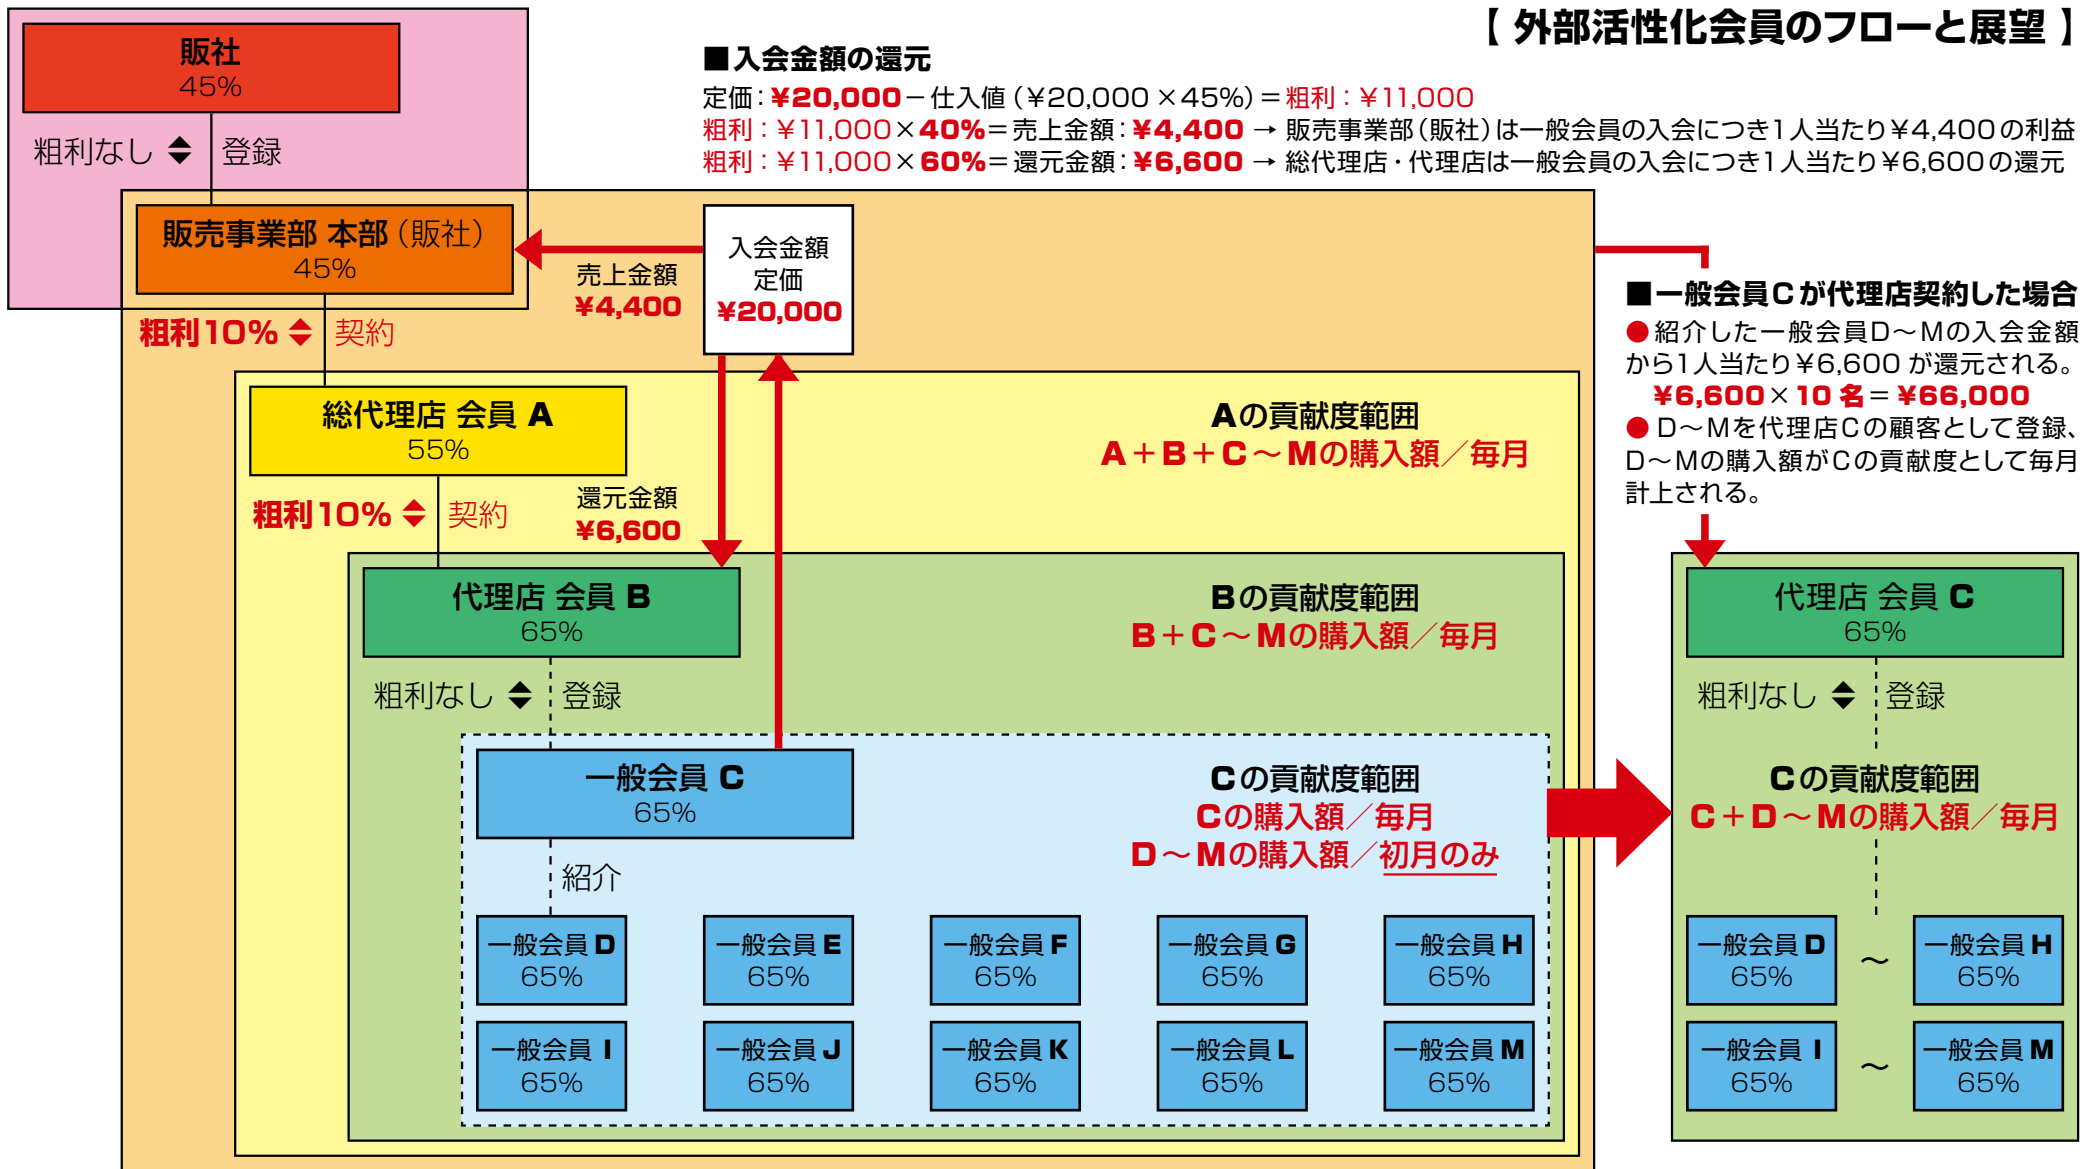 【 外部活性化会員のフローと展望 】
販社
45%
粗利なし
登録
■入会金額の還元
定価：¥20,000－仕入値（¥20,000×45%）＝粗利：¥11,000
粗利：¥11,000×40%＝売上金額：¥4,400 → 販売事業部（販社）は一般会員の入会につき1人当たり¥4,400の利益
粗利：¥11,000×60%＝還元金額：¥6,600 → 総代理店・代理店は一般会員の入会につき1人当たり¥6,600の還元
販売事業部 本部（販社）
45%
売上金額
¥4,400
入会金額
定価
¥20,000
粗利10%
契約
■一般会員Cが代理店契約した場合
●紹介した一般会員D～Mの入会金額
から1人当たり¥6,600 が還元される。
¥6,600×10 名＝¥66,000
●D～Mを代理店Cの顧客として登録、
D～Mの購入額がCの貢献度として毎月
計上される。
総代理店 会員 A
55%
Aの貢献度範囲
A＋B＋C～Mの購入額／毎月
粗利10%
契約
還元金額
¥6,600
代理店 会員 B
65%
Bの貢献度範囲
B＋C～Mの購入額／毎月
粗利なし
登録
一般会員 C
65%
Cの貢献度範囲
Cの購入額／毎月
D～Mの購入額／初月のみ
紹介
一般会員 D
65%
一般会員 E
65%
一般会員 F
65%
一般会員 G
65%
一般会員 H
65%
一般会員 I
65%
一般会員 J
65%
一般会員 K
65%
一般会員 L
65%
一般会員 M
65%
代理店 会員 C
65%
粗利なし
登録
Cの貢献度範囲
C＋D～Mの購入額／毎月
一般会員 D
65%
～
一般会員 H
65%
一般会員 I
65%
～
一般会員 M
65%